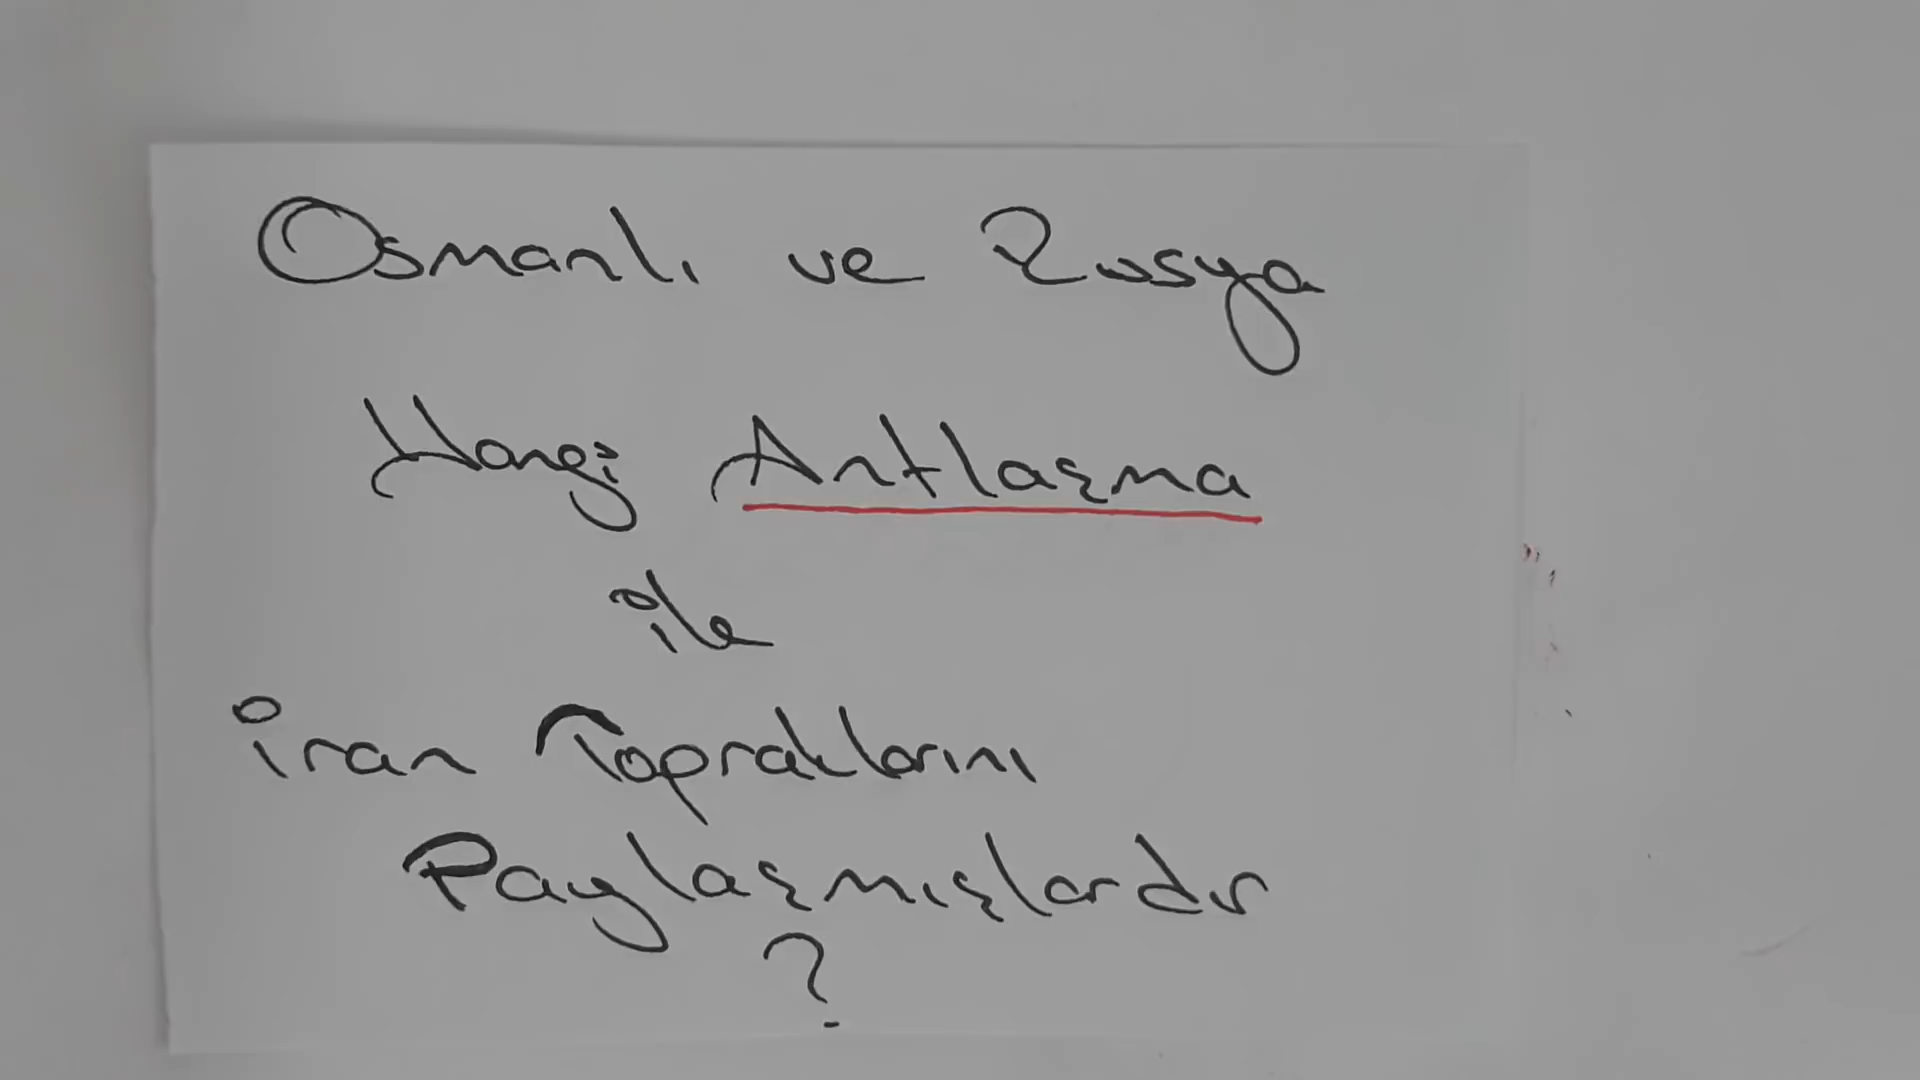 Osmanlı ve Rusya
Hangi Antlaşma
ile
İran Topraklarını
Paylaşmışlardır
?